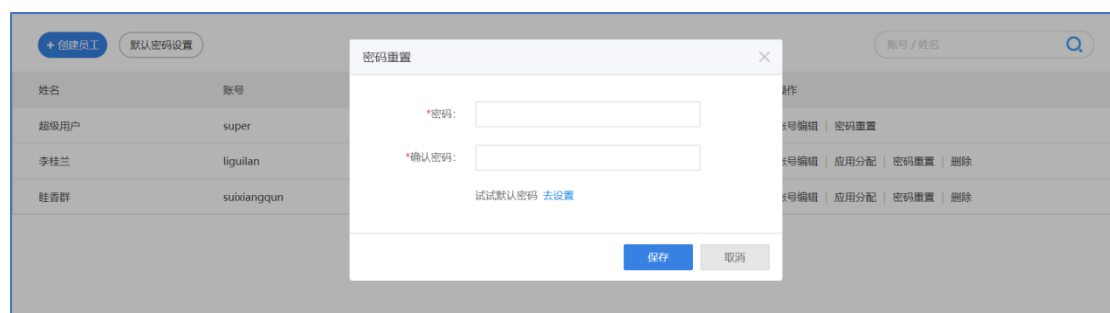 + 创建员工 默认密码设置 账号 / 姓名
密码重置
姓名 账号 操作
*密码:
超级用户 super 账号编辑 | 密码重置
*确认密码:
李桂兰 liguilan 账号编辑 | 应用分配 | 密码重置 | 删除
眭香群 suixiangqun 账号编辑 | 应用分配 | 密码重置 | 删除
试试默认密码 去设置
保存 取消